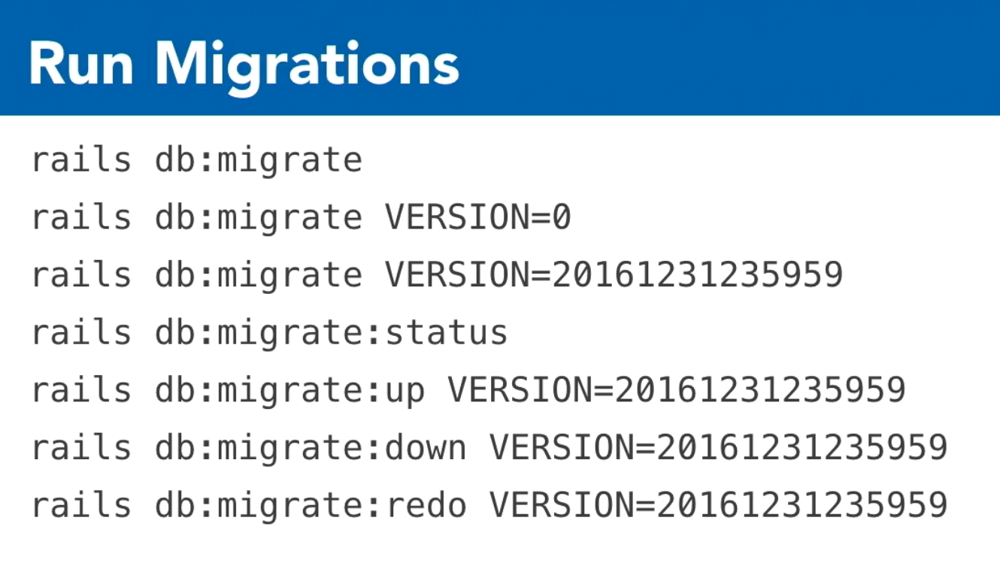 Run Migrations
rails db:migrate
rails db:migrate VERSION=0
rails db:migrate VERSION=20161231235959
rails db:migrate:status
rails db:migrate:up VERSION=20161231235959
rails db:migrate:down VERSION=20161231235959
rails db:migrate:redo VERSION=20161231235959